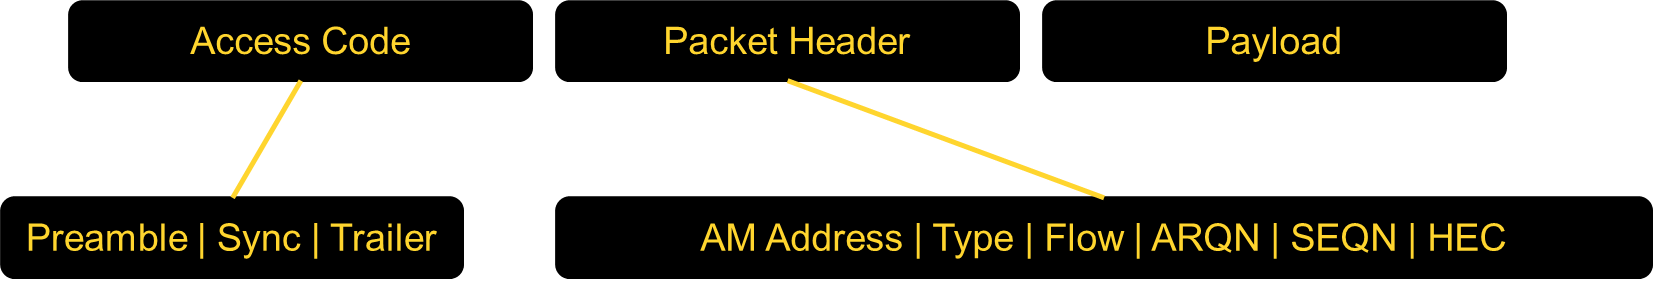 Access Code
Packet Header
Payload
Preamble | Sync | Trailer
AM Address | Type | Flow | ARQN | SEQN | HEC